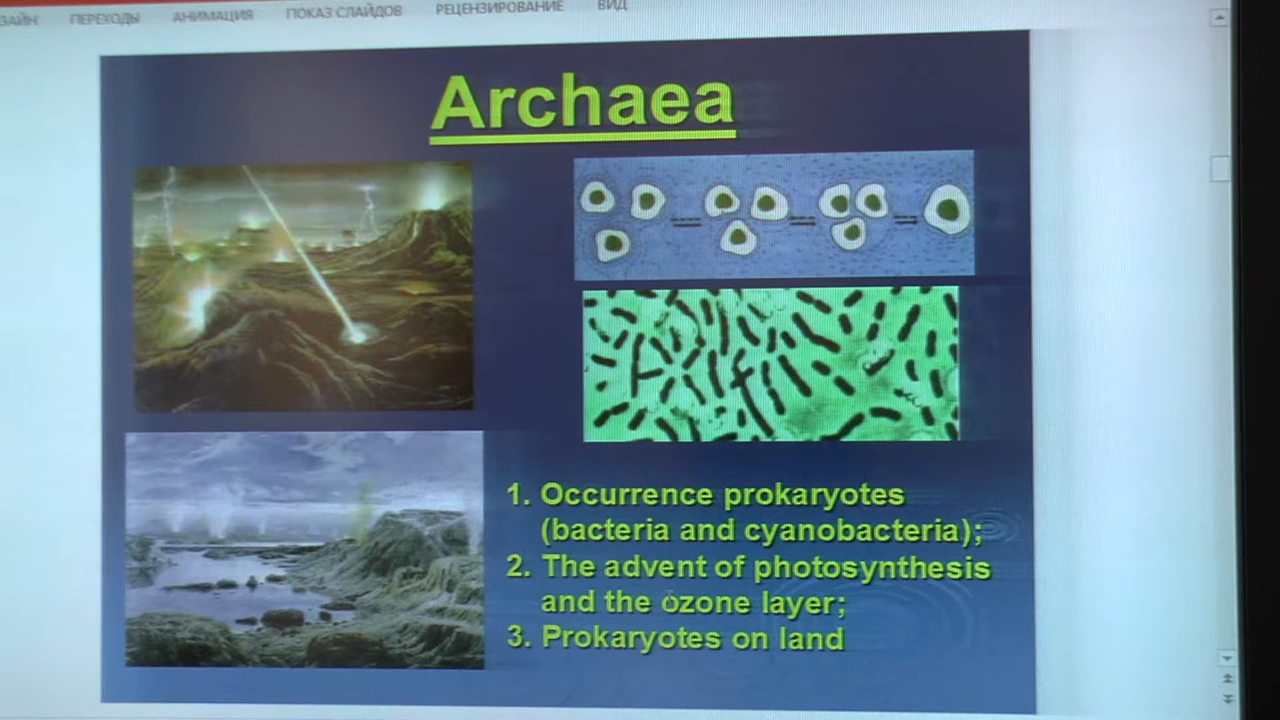 ЗАЙН ПЕРЕХОДЫ АНИМАЦИЯ ПОКАЗ СЛАЙДОВ РЕЦЕНЗИРОВАНИЕ ВИД
Archaea
1. Occurrence prokaryotes
(bacteria and cyanobacteria);
2. The advent of photosynthesis
and the ozone layer;
3. Prokaryotes on land